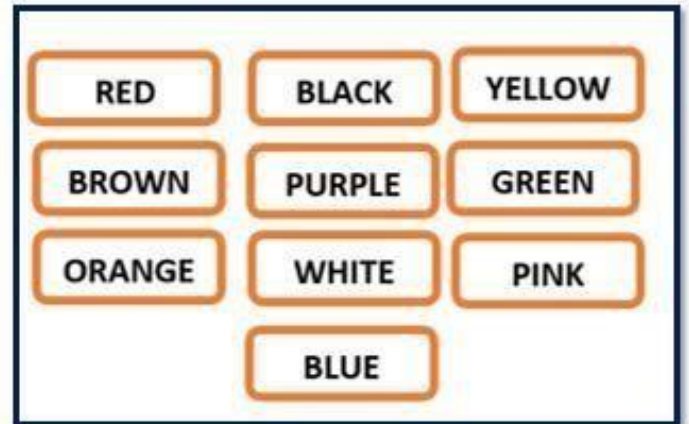 RED BLACK YELLOW
BROWN PURPLE GREEN
ORANGE WHITE PINK
BLUE